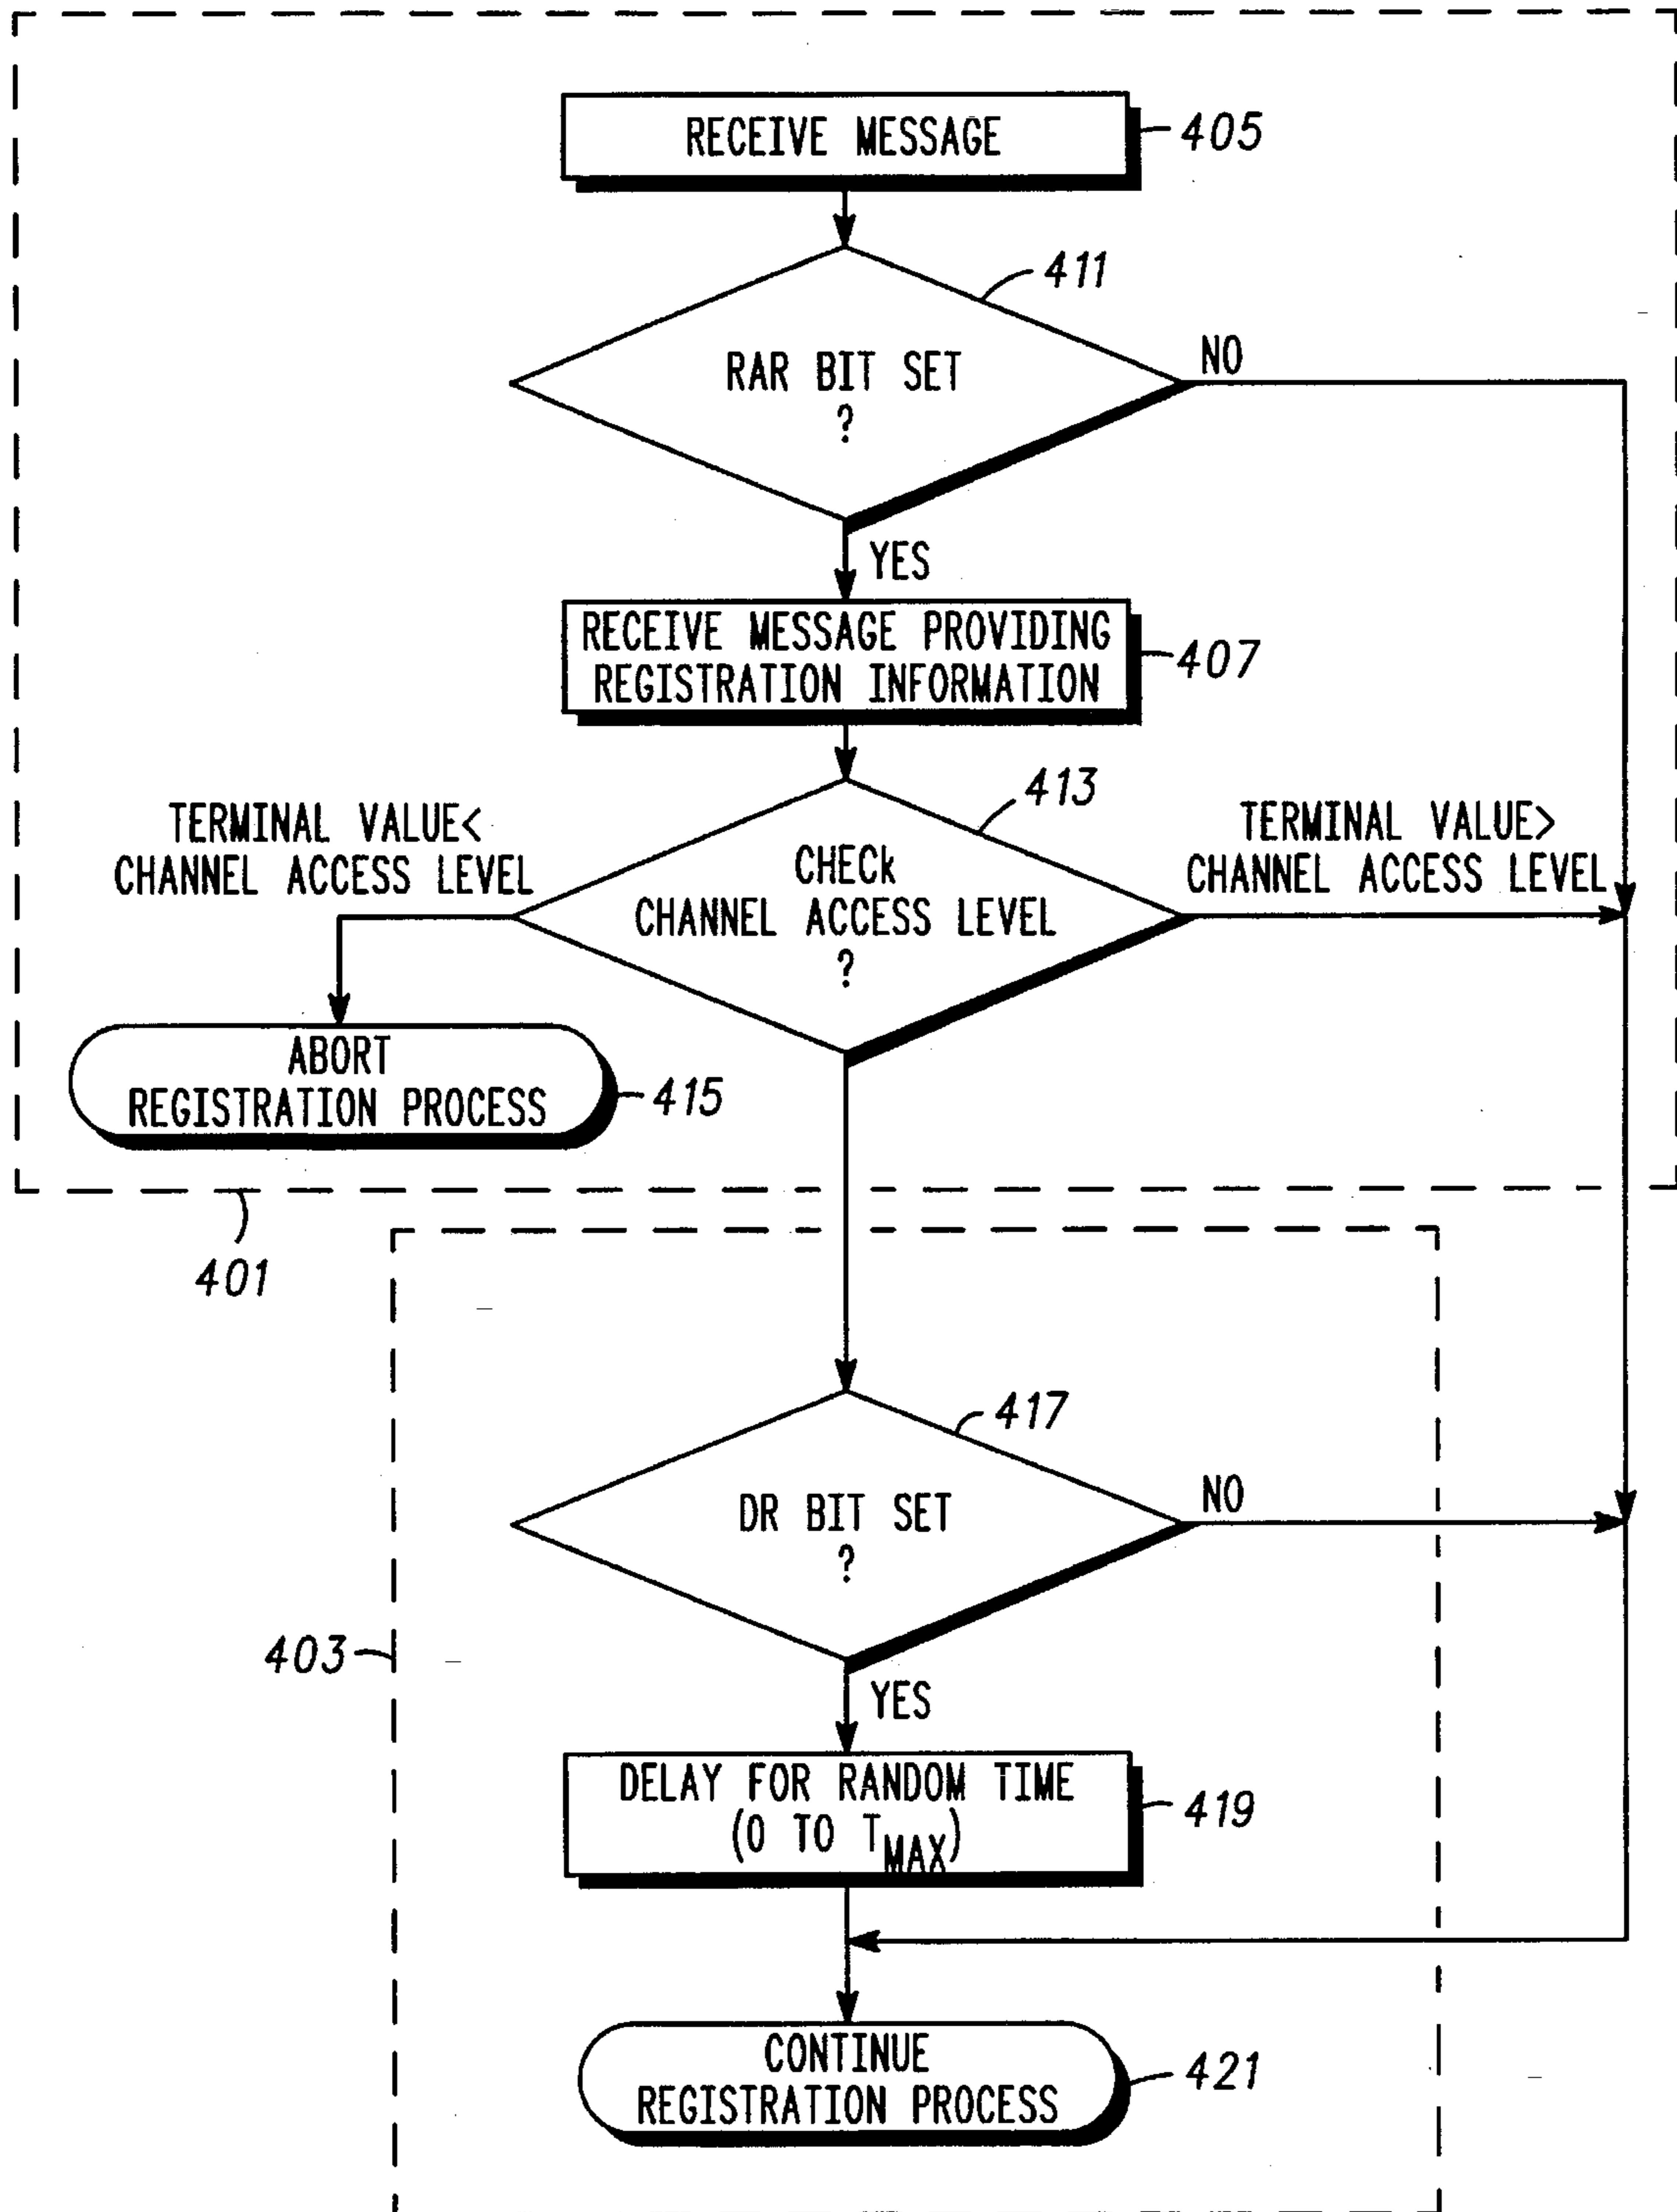 RECEIVE MESSAGE
405
411
RAR BIT SET
?
NO
YES
RECEIVE MESSAGE PROVIDING
REGISTRATION INFORMATION
407
413
TERMINAL VALUE<
CHANNEL ACCESS LEVEL
CHECk
CHANNEL ACCESS LEVEL
?
TERMINAL VALUE>
CHANNEL ACCESS LEVEL
ABORT
REGISTRATION PROCESS
415
401
417
DR BIT SET
?
NO
403
YES
DELAY FOR RANDOM TIME
(0 TO TMAX)
419
CONTINUE
REGISTRATION PROCESS
421